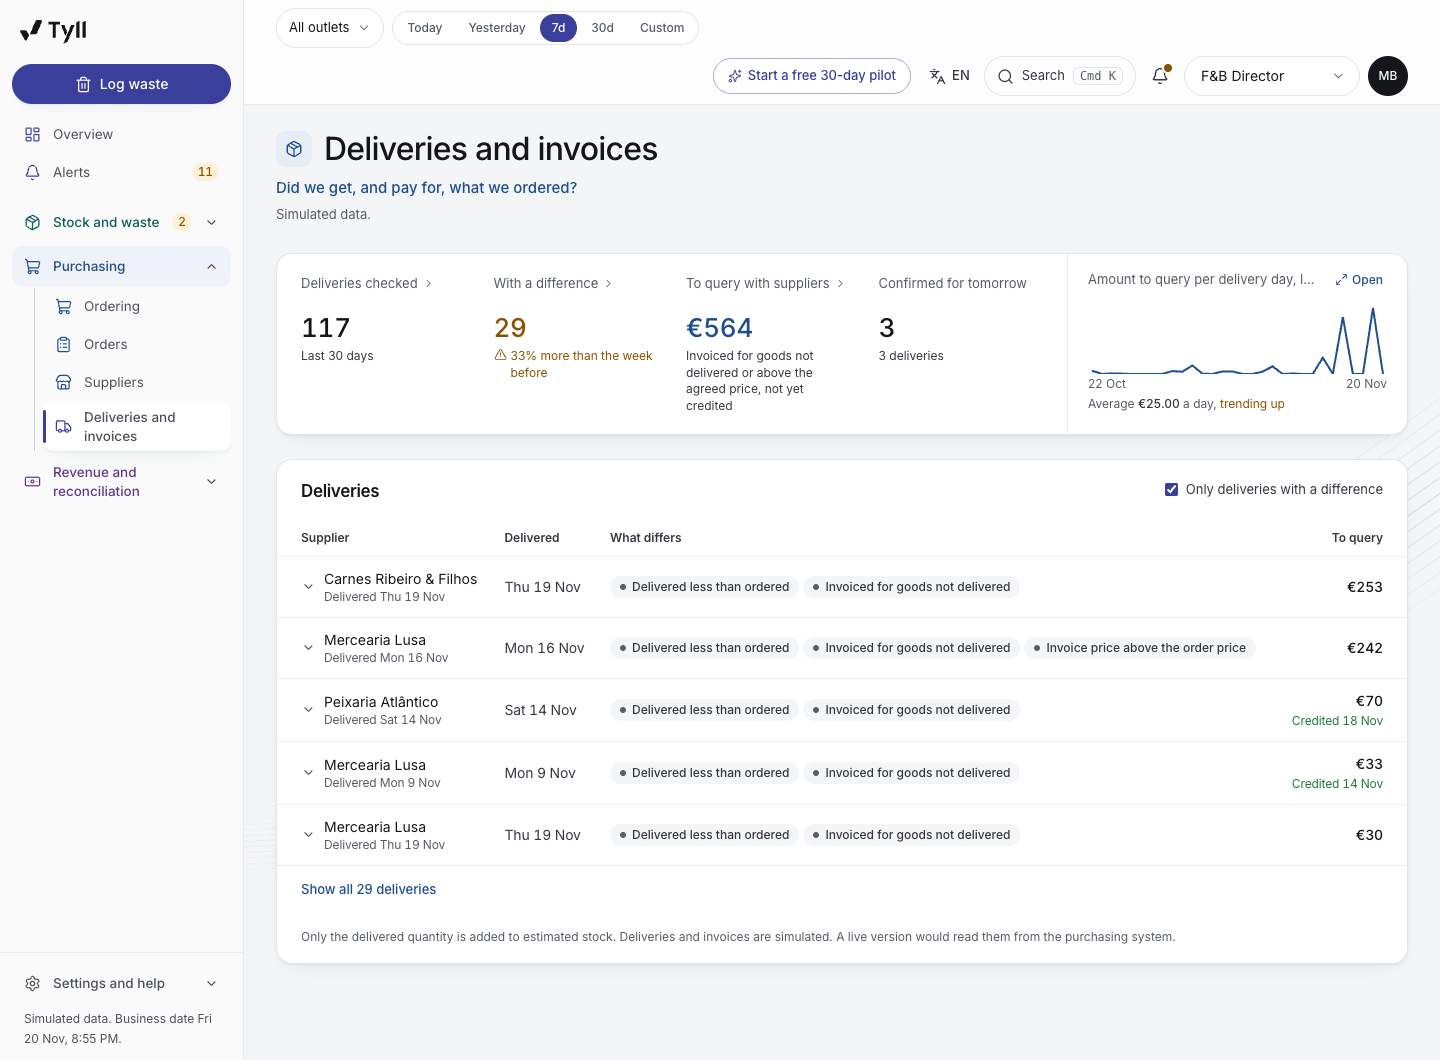 Tyll
Log waste
Overview
Alerts 11
Stock and waste 2
Purchasing
Ordering
Orders
Suppliers
Deliveries and
invoices
Revenue and
reconciliation
Settings and help
Simulated data. Business date Fri
20 Nov, 8:55 PM.
All outlets Today Yesterday 7d 30d Custom
Start a free 30-day pilot EN Search Cmd K F&B Director MB
Deliveries and invoices
Did we get, and pay for, what we ordered?
Simulated data.
Deliveries checked
117
Last 30 days
With a difference
29
33% more than the week
before
To query with suppliers
€564
Invoiced for goods not
delivered or above the
agreed price, not yet
credited
Confirmed for tomorrow
3
3 deliveries
Amount to query per delivery day, l... Open
22 Oct 20 Nov
Average €25.00 a day, trending up
Deliveries Only deliveries with a difference
Supplier Delivered What differs To query
Carnes Ribeiro & Filhos
Delivered Thu 19 Nov
Thu 19 Nov Delivered less than ordered Invoiced for goods not delivered €253
Mercearia Lusa
Delivered Mon 16 Nov
Mon 16 Nov Delivered less than ordered Invoiced for goods not delivered Invoice price above the order price €242
Peixaria Atlântico
Delivered Sat 14 Nov
Sat 14 Nov Delivered less than ordered Invoiced for goods not delivered €70
Credited 18 Nov
Mercearia Lusa
Delivered Mon 9 Nov
Mon 9 Nov Delivered less than ordered Invoiced for goods not delivered €33
Credited 14 Nov
Mercearia Lusa
Delivered Thu 19 Nov
Thu 19 Nov Delivered less than ordered Invoiced for goods not delivered €30
Show all 29 deliveries
Only the delivered quantity is added to estimated stock. Deliveries and invoices are simulated. A live version would read them from the purchasing system.